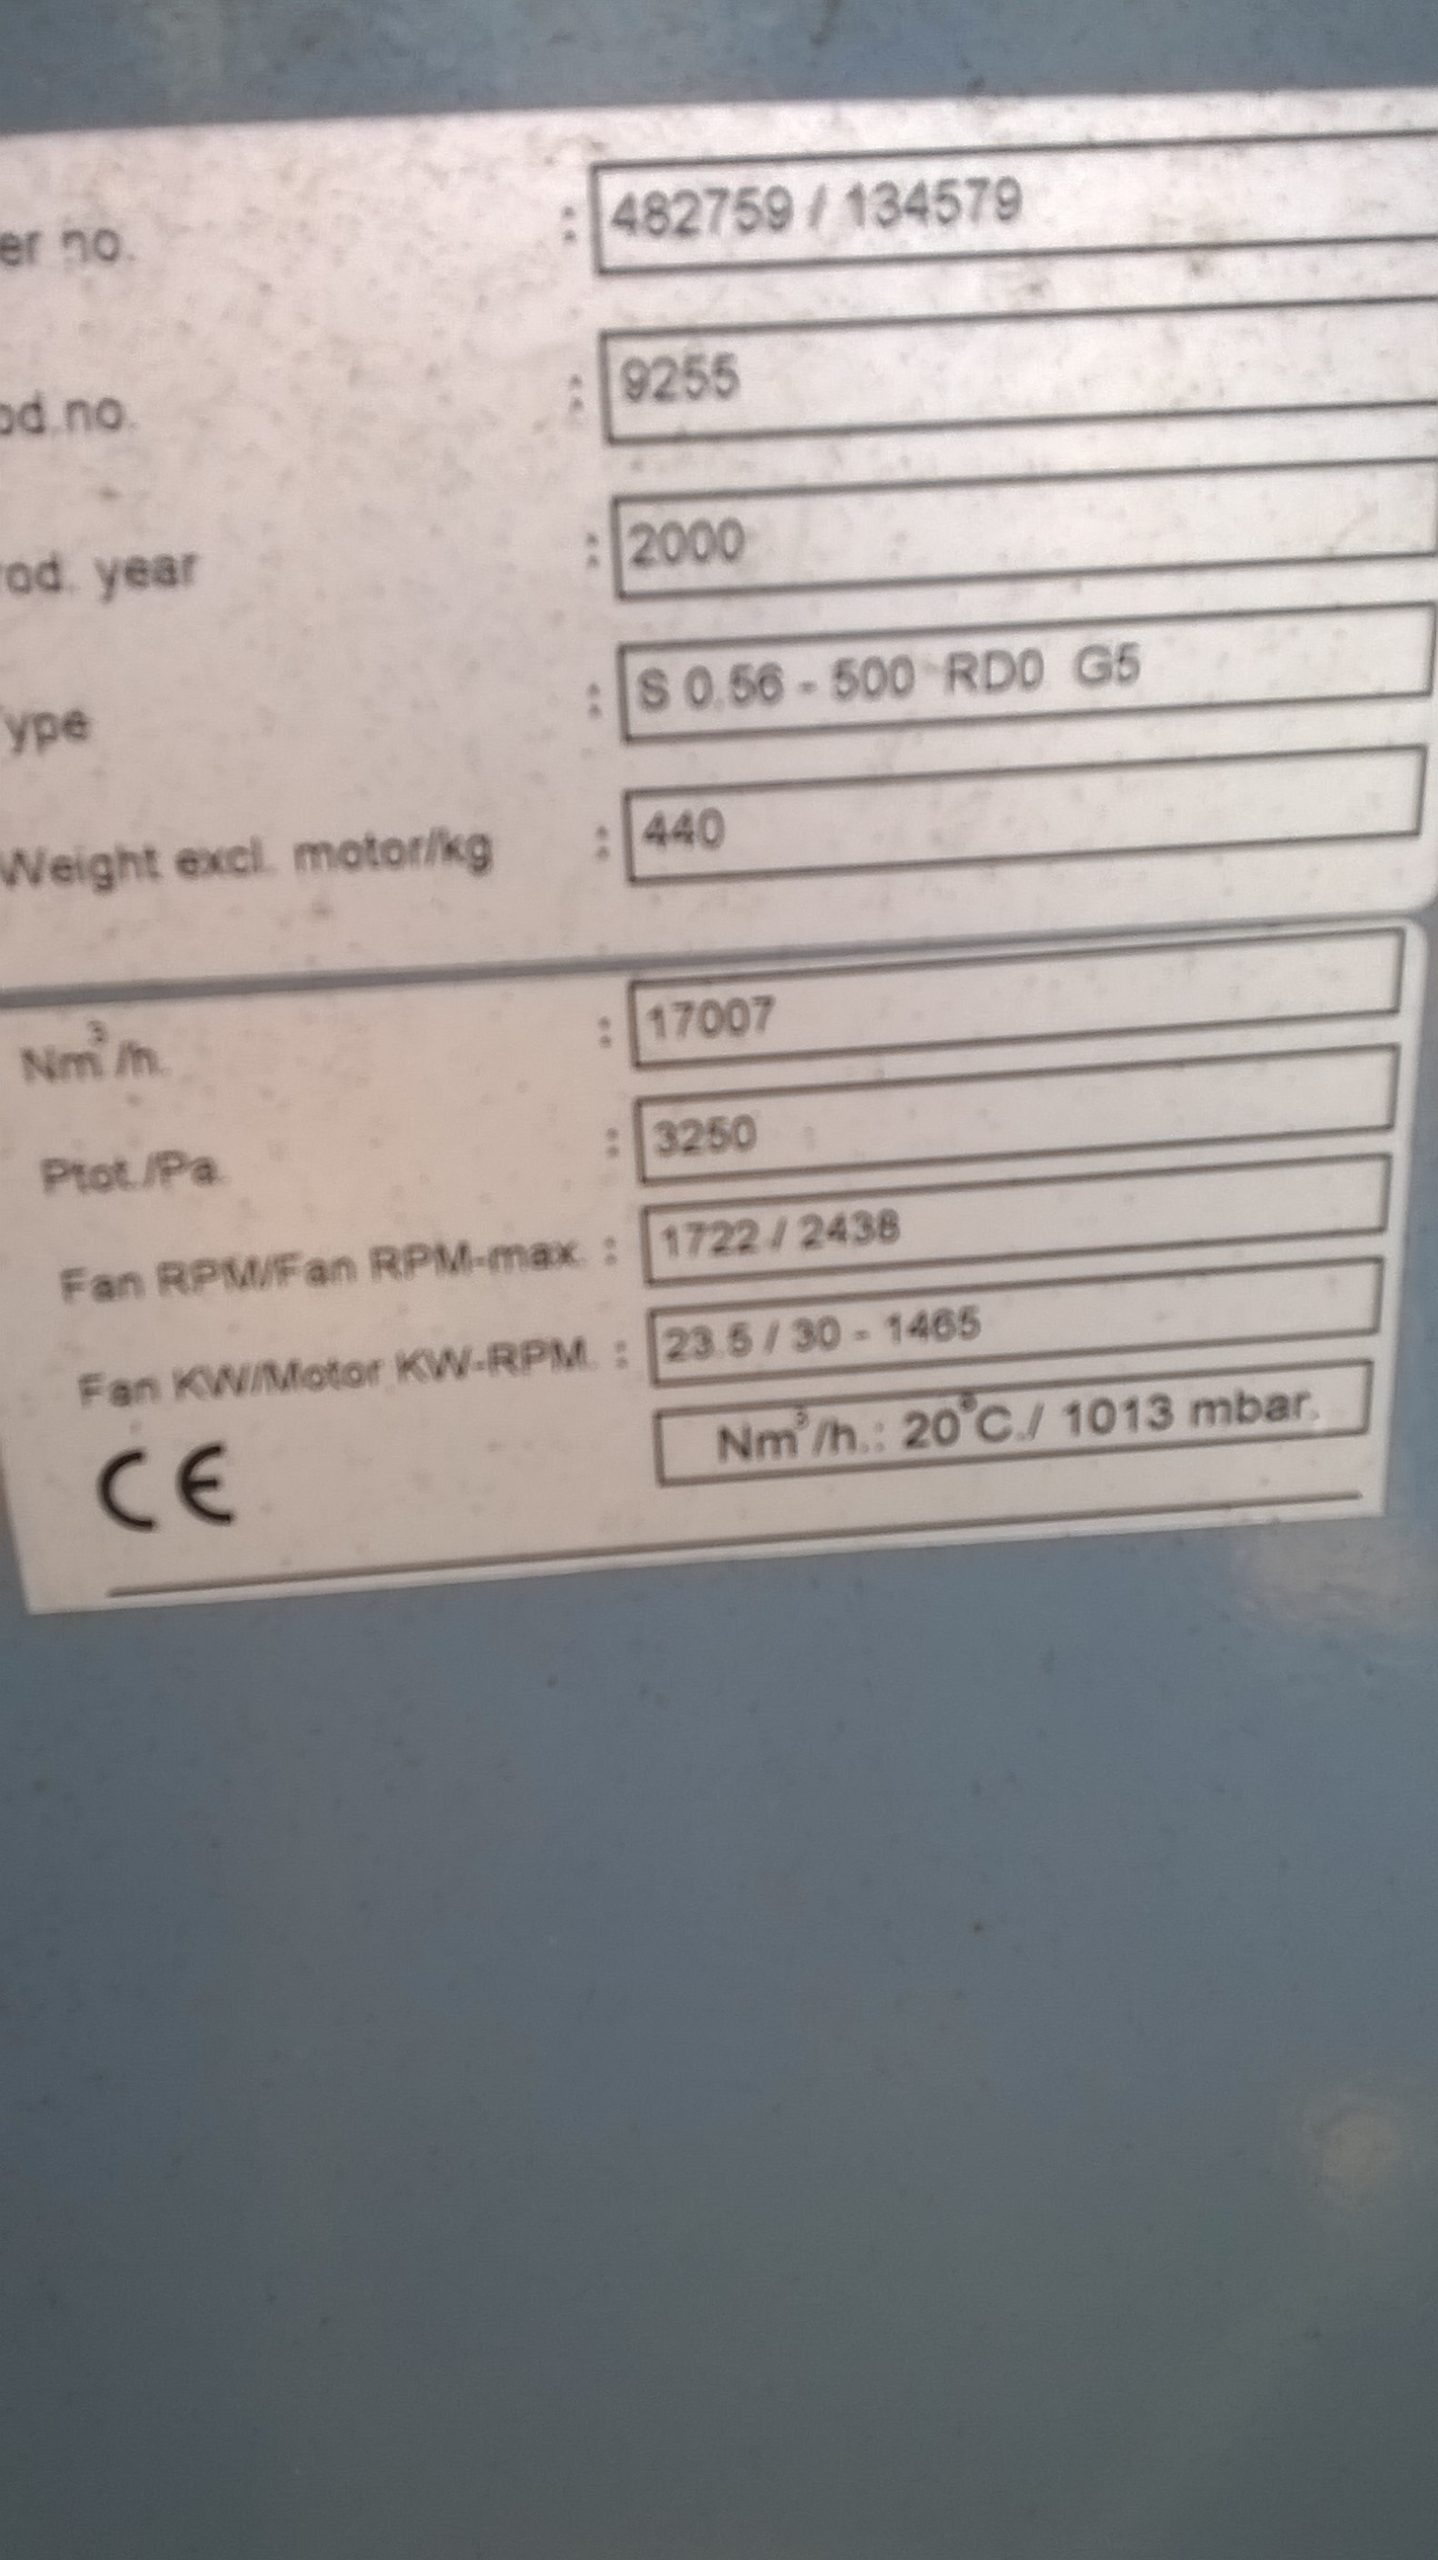 er no. : 482759 / 134579
od.no. : 9255
rod. year : 2000
ype : S 0.56 - 500 RD0 G5
Weight excl. motor/kg : 440
Nm³/h. : 17007
Ptot./Pa : 3250
Fan RPM/Fan RPM-max. : 1722 / 2438
Fan KW/Motor KW-RPM. : 23.5 / 30 - 1465
Nm³/h.: 20°C./ 1013 mbar.
CE